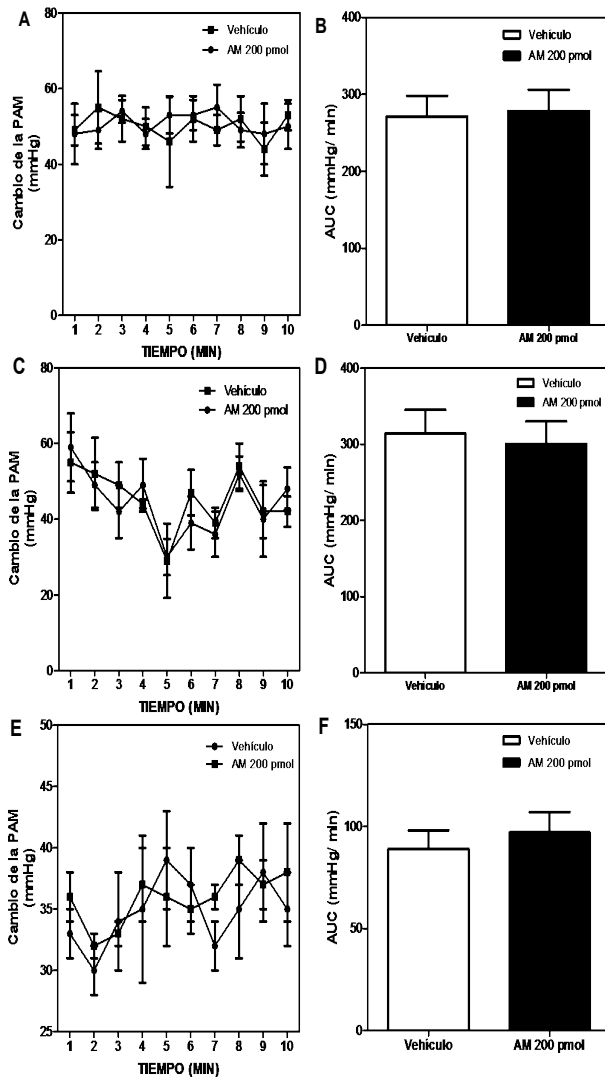 A
Vehículo
AM 200 pmol
Cambio de la PAM
(mmHg)
80
60
40
20
0
1 2 3 4 5 6 7 8 9 10
TIEMPO (MIN)
B
Vehículo
AM 200 pmol
AUC (mmHg/ min)
400
300
200
100
0
Vehículo AM 200 pmol
C
Vehículo
AM 200 pmol
Cambio de la PAM
(mmHg)
80
60
40
20
0
1 2 3 4 5 6 7 8 9 10
TIEMPO (MIN)
D
Vehículo
AM 200 pmol
AUC (mmHg/ min)
400
300
200
100
0
Vehículo AM 200 pmol
E
Vehículo
AM 200 pmol
Cambio de la PAM
(mmHg)
50
45
40
35
30
25
1 2 3 4 5 6 7 8 9 10
TIEMPO (MIN)
F
Vehículo
AM 200 pmol
AUC (mmHg/ min)
150
100
50
0
Vehículo AM 200 pmol